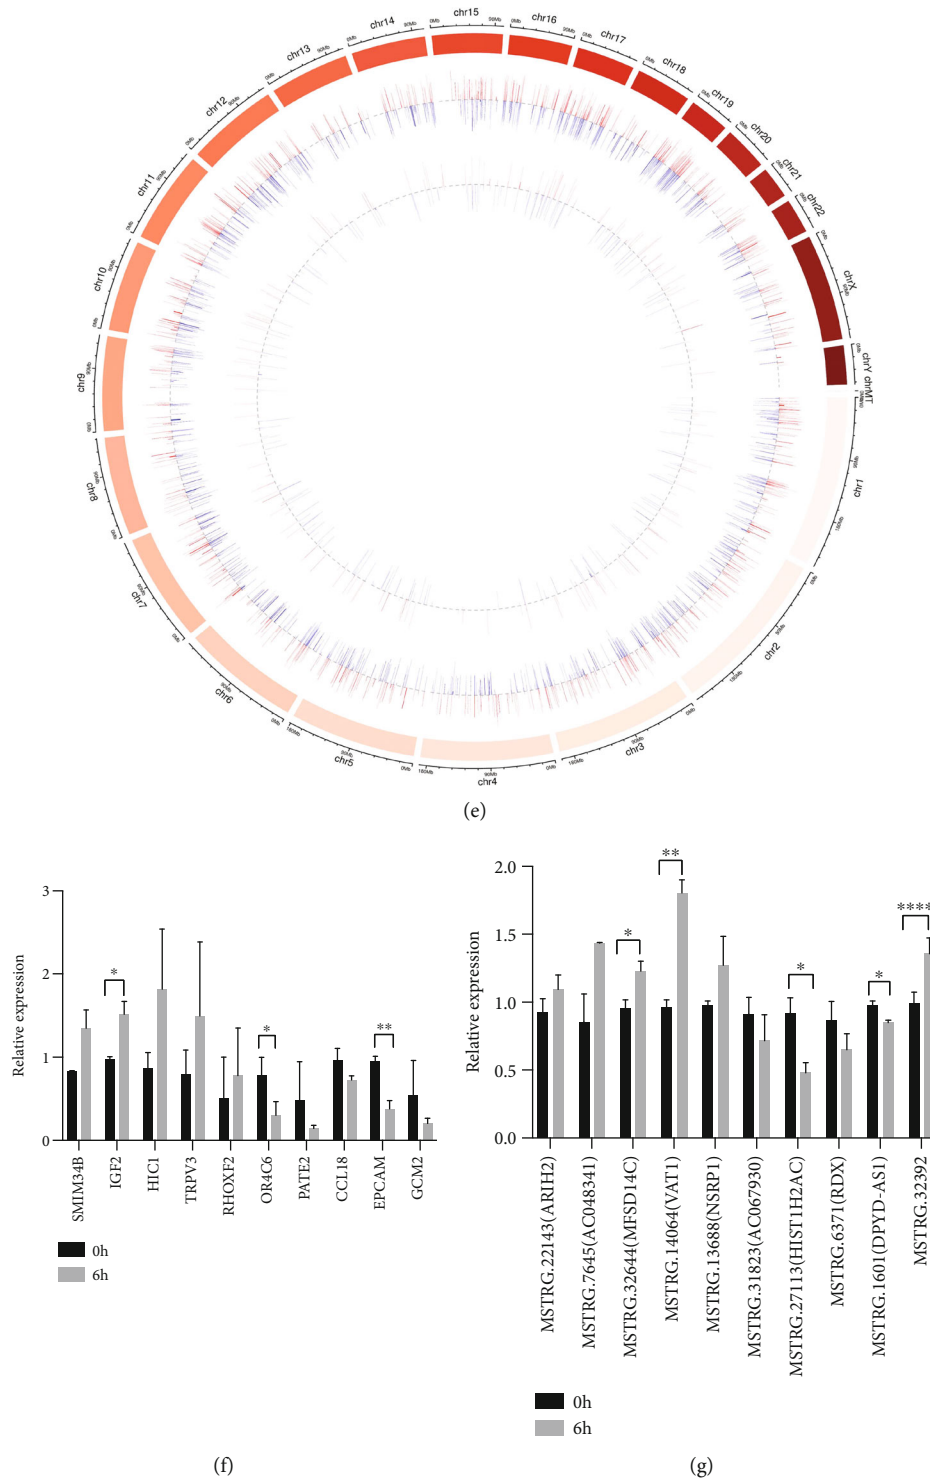 chr15
chr14
chr16
chr13
chr17
chr12
chr18
chr11
chr19
chr10
chr20
chr9
chr21
chr8
chr22
chr7
chrX
chr6
chrY chrMT
chr5
chr1
chr4
chr2
chr3
0Mb
90Mb
180Mb
(e)
3
2
1
0
Relative expression
*
*
**
SMIM34B
IGF2
HIC1
TRPV3
RHOXF2
OR4C6
PATE2
CCL18
EPCAM
GCM2
0h
6h
(f)
2.0
1.5
1.0
0.5
0.0
Relative expression
*
**
*
*
****
MSTRG.22143(ARIH2)
MSTRG.7645(AC048341)
MSTRG.32644(MFSD14C)
MSTRG.14064(VAT1)
MSTRG.13688(NSRP1)
MSTRG.31823(AC067930)
MSTRG.27113(HIST1H2AC)
MSTRG.6371(RDX)
MSTRG.1601(DPYD-AS1)
MSTRG.32392
0h
6h
(g)